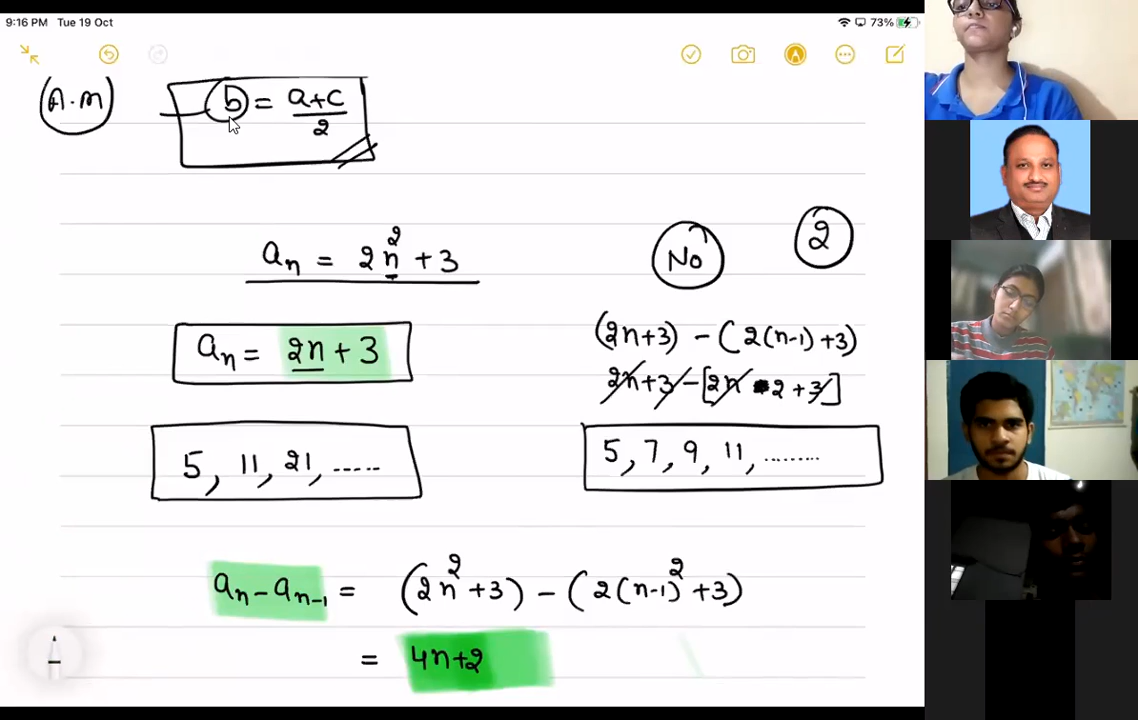 9:16 PM Tue 19 Oct
73%
A.M
b = a+c/2
aₙ = 2n² + 3
No
2
aₙ = 2n + 3
(2n+3) - (2(n-1)+3)
2n+3-[2n-2+3]
5, 11, 21, .....
5, 7, 9, 11, .........
aₙ - aₙ₋₁ = (2n²+3) - (2(n-1)²+3)
= 4n+2